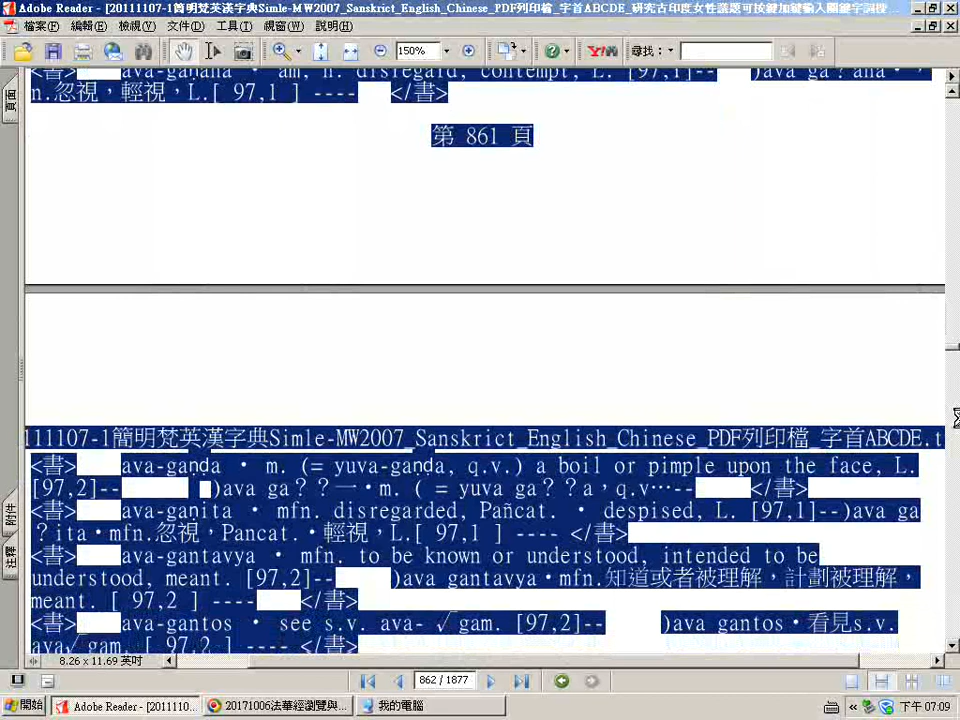 Adobe Reader - [20111107-1簡明梵英漢字典Simle-MW2007_Sanskrict_English_Chinese_PDF列印檔_字首ABCDE_研究古印度女性議題可按鍵加鍵輸入關鍵字詞搜
檔案(F) 編輯(E) 檢視(V) 文件(D) 工具(T) 視窗(W) 說明(H)
150% 尋找:
頁面
<書> ava-gaṇana • am, n. disregard, contempt, L. [97,1]-- )ava ga？ana•，
n.忽視，輕視，L.[ 97,1 ] ---- </書>
第 861 頁
111107-1簡明梵英漢字典Simle-MW2007_Sanskrict_English_Chinese_PDF列印檔_字首ABCDE.t
<書> ava-gaṇḍa • m. (= yuva-gaṇḍa, q.v.) a boil or pimple upon the face, L.
[97,2]-- )ava ga？？一•m. ( = yuva ga？？a，q.v…-- </書>
<書> ava-gaṇita • mfn. disregarded, Pañcat. • despised, L. [97,1]--)ava ga
？ita•mfn.忽視，Pancat.•輕視，L.[ 97,1 ] ---- </書>
<書> ava-gantavya • mfn. to be known or understood, intended to be
understood, meant. [97,2]-- )ava gantavya•mfn.知道或者被理解，計劃被理解，
meant. [ 97,2 ] ---- </書>
<書> ava-gantos • see s.v. ava- √gam. [97,2]-- )ava gantos•看見s.v.
ava√ gam. [ 97,2 ] ---- </書>
附件
注釋
8.26 x 11.69 英吋
862 / 1877
開始 Adobe Reader - [2011110... 20171006法華經瀏覽與... 我的電腦 下午 07:09